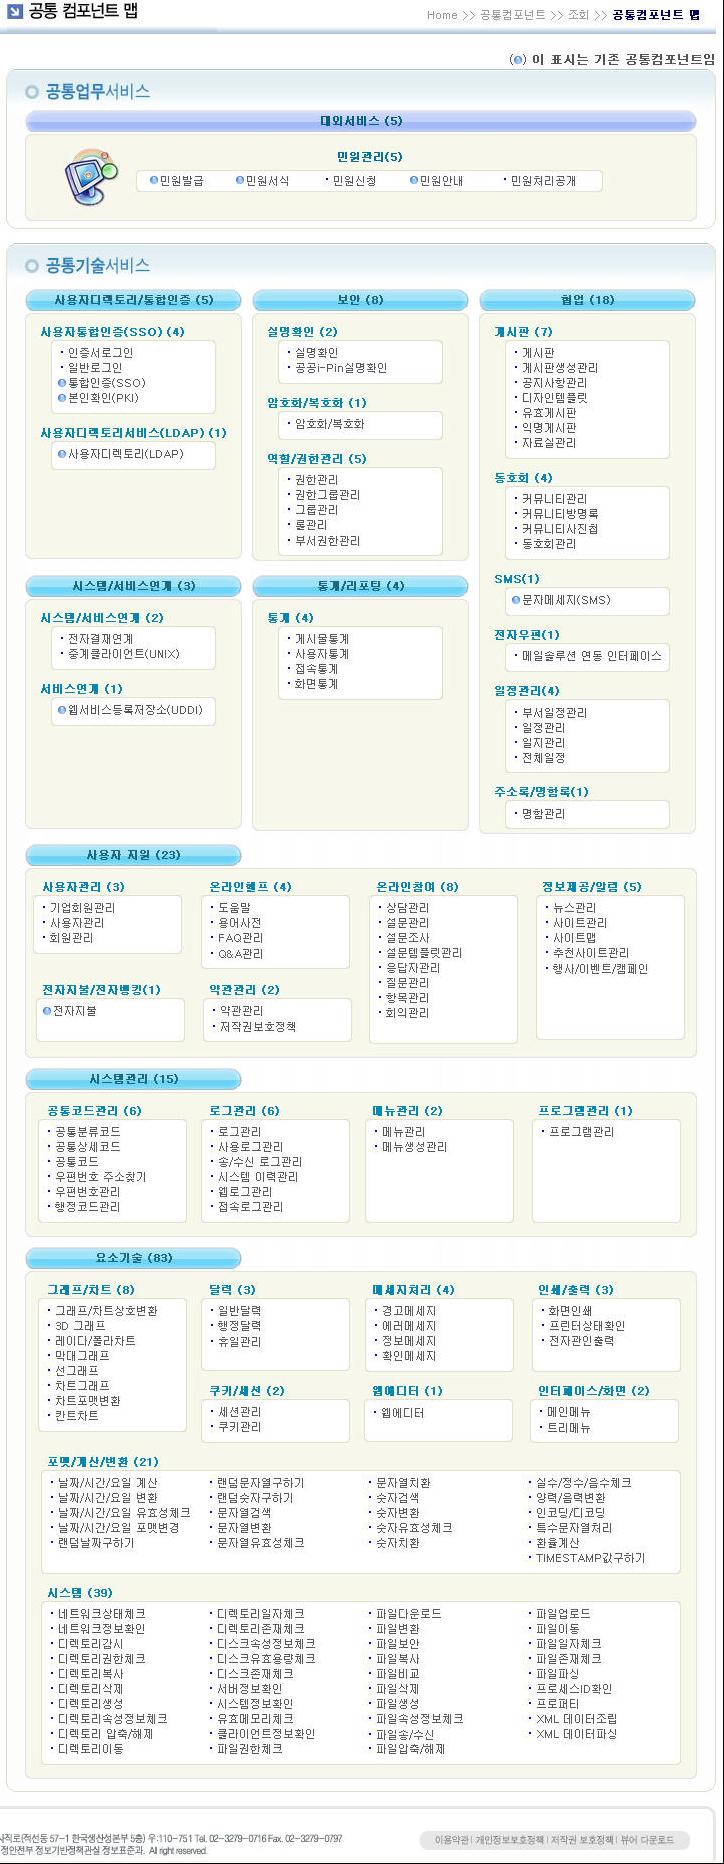 공통 컴포넌트 맵
Home >> 공통컴포넌트 >> 조회 >> 공통컴포넌트 맵
( ) 이 표시는 기존 공통컴포넌트임
공통업무서비스
대외서비스 (5)
민원관리(5)
민원발급 민원서식 · 민원신청 민원안내 · 민원처리공개
공통기술서비스
사용자디렉토리/통합인증 (5)
사용자통합인증(SSO) (4)
· 인증서로그인
· 일반로그인
통합인증(SSO)
본인확인(PKI)
사용자디렉토리서비스(LDAP) (1)
사용자디렉토리(LDAP)
보안 (8)
실명확인 (2)
· 실명확인
· 공공i-Pin실명확인
암호화/복호화 (1)
· 암호화/복호화
역할/권한관리 (5)
· 권한관리
· 권한그룹관리
· 그룹관리
· 롤관리
· 부서권한관리
협업 (18)
게시판 (7)
· 게시판
· 게시판생성관리
· 공지사항관리
· 디자인템플릿
· 유효게시판
· 익명게시판
· 자료실관리
동호회 (4)
· 커뮤니티관리
· 커뮤니티방명록
· 커뮤니티사진첩
· 동호회관리
SMS(1)
문자메세지(SMS)
전자우편(1)
· 메일솔루션 연동 인터페이스
일정관리(4)
· 부서일정관리
· 일정관리
· 일지관리
· 전체일정
주소록/명함록(1)
· 명함관리
시스템/서비스연계 (3)
시스템/서비스연계 (2)
· 전자결재연계
· 중계클라이언트(UNIX)
서비스연계 (1)
웹서비스등록저장소(UDDI)
통계/리포팅 (4)
통계 (4)
· 게시물통계
· 사용자통계
· 접속통계
· 화면통계
사용자 지원 (23)
사용자관리 (3)
· 기업회원관리
· 사용자관리
· 회원관리
온라인헬프 (4)
· 도움말
· 용어사전
· FAQ관리
· Q&A관리
온라인참여 (8)
· 상담관리
· 설문관리
· 설문조사
· 설문템플릿관리
· 응답자관리
· 질문관리
· 항목관리
· 회의관리
정보제공/알림 (5)
· 뉴스관리
· 사이트관리
· 사이트맵
· 추천사이트관리
· 행사/이벤트/캠페인
전자지불/전자뱅킹(1)
전자지불
약관관리 (2)
· 약관관리
· 저작권보호정책
시스템관리 (15)
공통코드관리 (6)
· 공통분류코드
· 공통상세코드
· 공통코드
· 우편번호 주소찾기
· 우편번호관리
· 행정코드관리
로그관리 (6)
· 로그관리
· 사용로그관리
· 송/수신 로그관리
· 시스템 이력관리
· 웹로그관리
· 접속로그관리
메뉴관리 (2)
· 메뉴관리
· 메뉴생성관리
프로그램관리 (1)
· 프로그램관리
요소기술 (83)
그래프/차트 (8)
· 그래프/차트상호변환
· 3D 그래프
· 레이다/폴라차트
· 막대그래프
· 선그래프
· 차트그래프
· 차트포맷변환
· 칸트차트
달력 (3)
· 일반달력
· 행정달력
· 휴일관리
메세지처리 (4)
· 경고메세지
· 에러메세지
· 정보메세지
· 확인메세지
인쇄/출력 (3)
· 화면인쇄
· 프린터상태확인
· 전자관인출력
쿠키/세션 (2)
· 세션관리
· 쿠키관리
웹에디터 (1)
· 웹에디터
인터페이스/화면 (2)
· 메인메뉴
· 트리메뉴
포맷/계산/변환 (21)
· 날짜/시간/요일 계산
· 날짜/시간/요일 변환
· 날짜/시간/요일 유효성체크
· 날짜/시간/요일 포맷변경
· 랜덤날짜구하기
· 랜덤문자열구하기
· 랜덤숫자구하기
· 문자열검색
· 문자열변환
· 문자열유효성체크
· 문자열치환
· 숫자검색
· 숫자변환
· 숫자유효성체크
· 숫자치환
· 실수/정수/음수체크
· 양력/음력변환
· 인코딩/디코딩
· 특수문자열처리
· 환율계산
· TIMESTAMP값구하기
시스템 (39)
· 네트워크상태체크
· 네트워크정보확인
· 디렉토리감시
· 디렉토리권한체크
· 디렉토리복사
· 디렉토리삭제
· 디렉토리생성
· 디렉토리속성정보체크
· 디렉토리 압축/해제
· 디렉토리이동
· 디렉토리일자체크
· 디렉토리존재체크
· 디스크속성정보체크
· 디스크유효용량체크
· 디스크존재체크
· 서버정보확인
· 시스템정보확인
· 유효메모리체크
· 클라이언트정보확인
· 파일권한체크
· 파일다운로드
· 파일변환
· 파일보안
· 파일복사
· 파일비교
· 파일삭제
· 파일생성
· 파일속성정보체크
· 파일송/수신
· 파일압축/해제
· 파일업로드
· 파일이동
· 파일일자체크
· 파일존재체크
· 파일파싱
· 프로세스ID확인
· 프로퍼티
· XML 데이터조립
· XML 데이터파싱
사직로(적선동 57-1 한국생산성본부 5층) 우:110-751 Tel. 02-3279-0716 Fax. 02-3279-0797
정안전부 정보기반정책관실 정보표준과. All right reserved.
이용약관 | 개인정보보호정책 | 저작권 보호정책 | 뷰어 다운로드